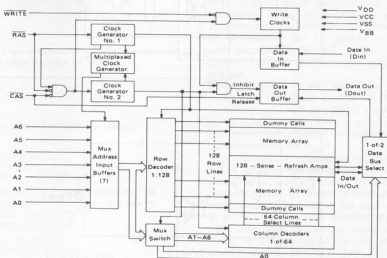 WRITE
RAS
CAS
Clock
Generator
No. 1
Multiplexed
Clock
Generator
Clock
Generator
No. 2
Write
Clocks
VDD
VCC
VSS
VBB
Data
In
Buffer
Data In
(Din)
Inhibit
Latch
Release
Data
Out
Buffer
Data Out
(Dout)
A6
A5
A4
A3
A2
A1
A0
Mux
Address
Input
Buffers
(7)
Row
Decoder
1:128
128
Row
Lines
Dummy Cells
Memory Array
128 – Sense – Refresh Amps
Memory Array
Dummy Cells
64-Column
Select Lines
Column Decoders
1-of-64
Data
In/Out
1-of-2
Data
Bus
Select
Mux
Switch
A1–A6
A0